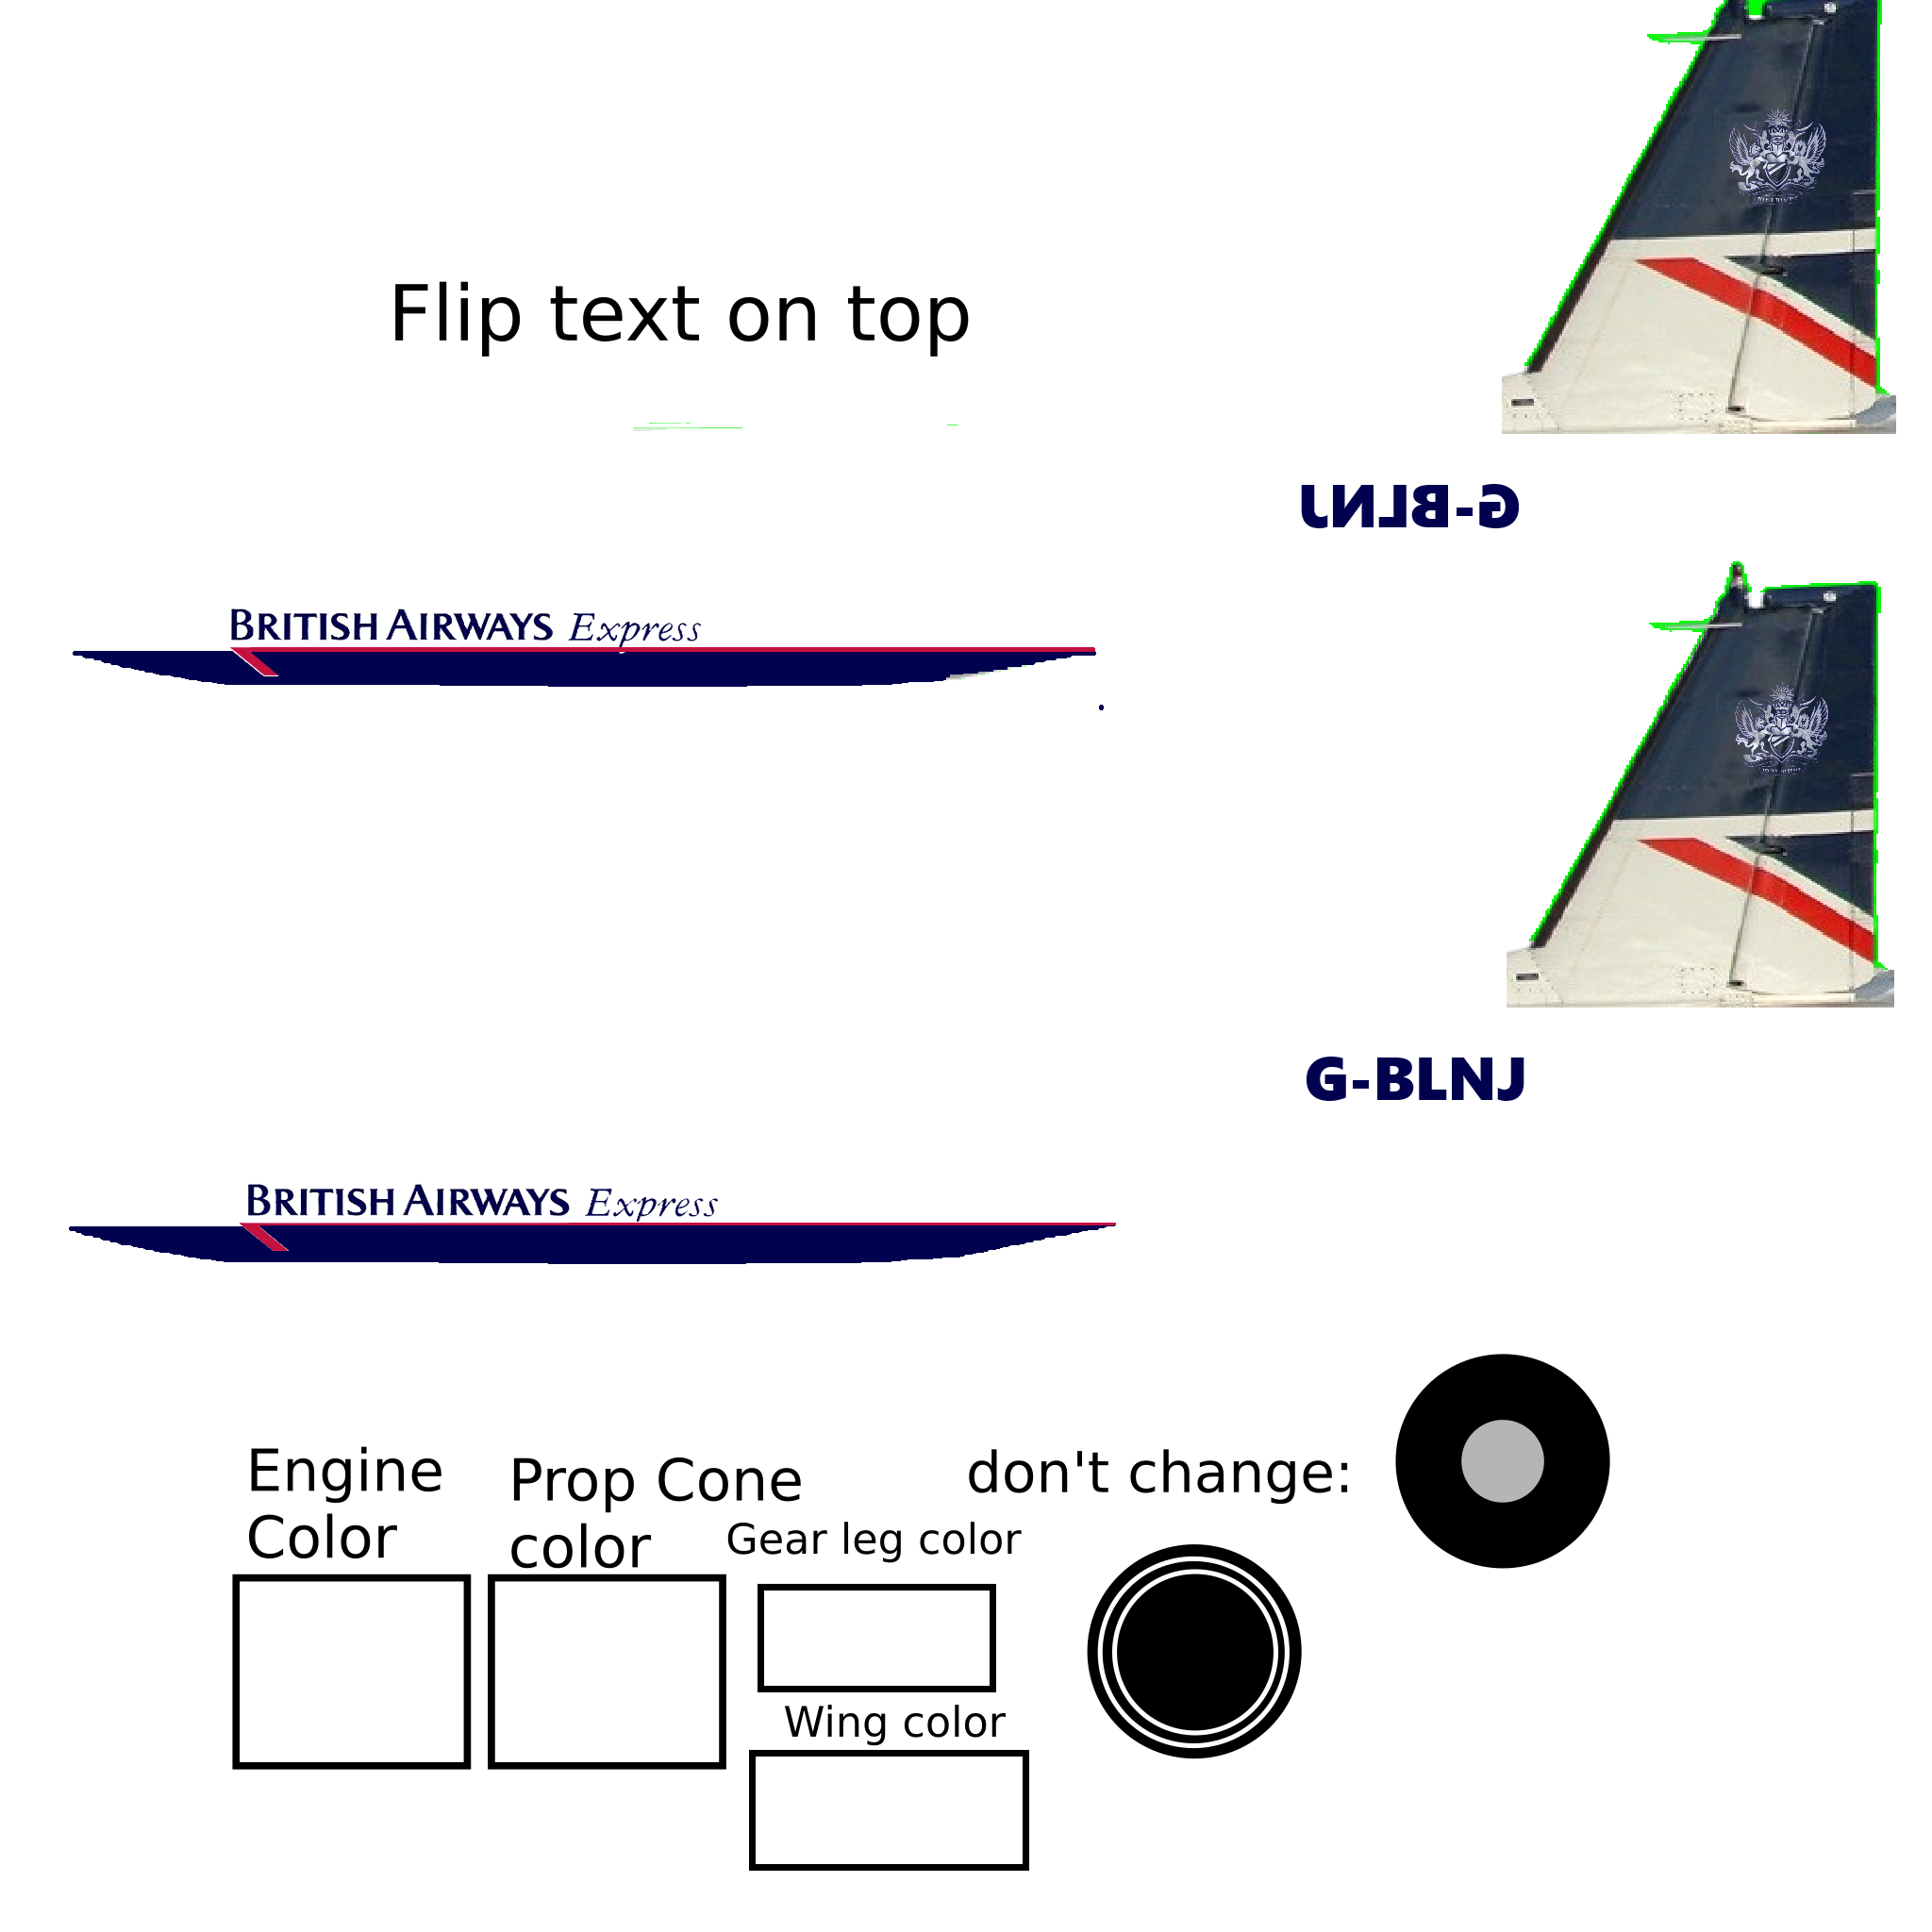 Flip text on top
G-BLNJ
BRITISH AIRWAYS Express
G-BLNJ
BRITISH AIRWAYS Express
Engine
Color
Prop Cone
color
don't change:
Gear leg color
Wing color